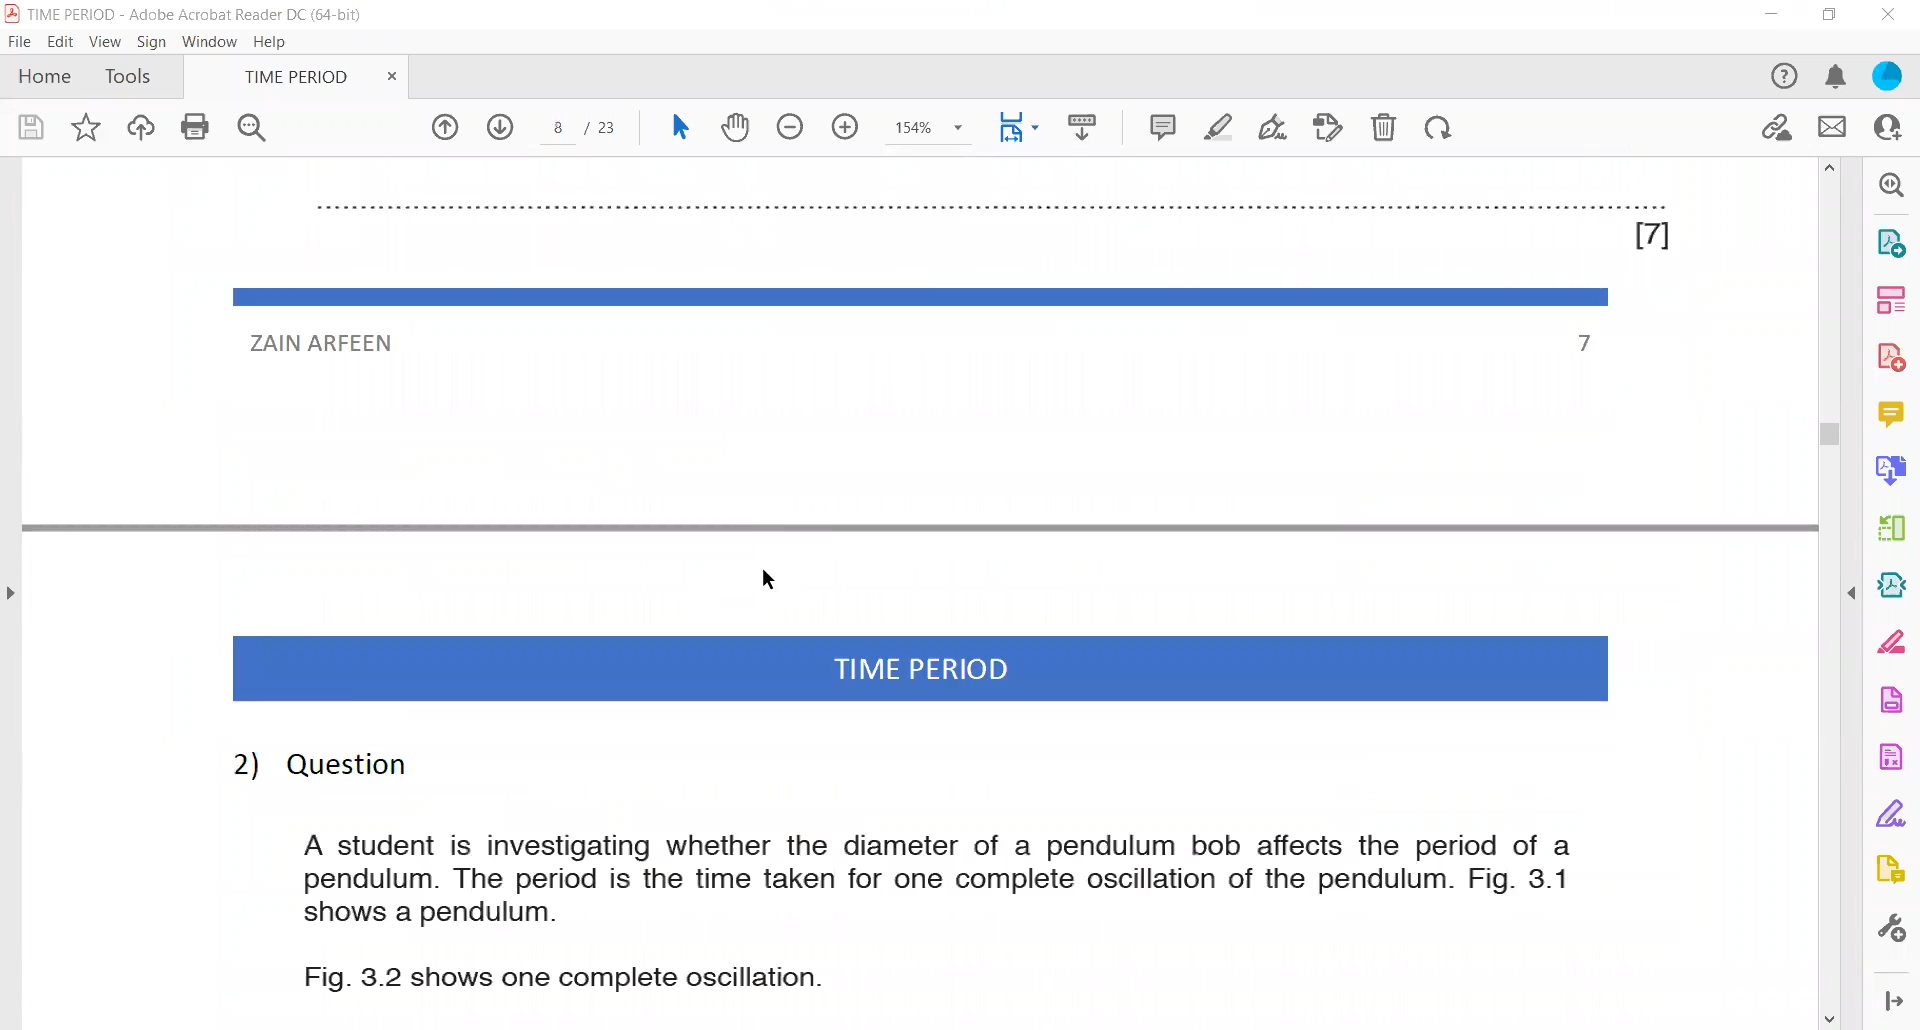 TIME PERIOD - Adobe Acrobat Reader DC (64-bit)
File Edit View Sign Window Help
Home Tools TIME PERIOD
8 / 23 154%
[7]
ZAIN ARFEEN 7
TIME PERIOD
2) Question
A student is investigating whether the diameter of a pendulum bob affects the period of a
pendulum. The period is the time taken for one complete oscillation of the pendulum. Fig. 3.1
shows a pendulum.
Fig. 3.2 shows one complete oscillation.